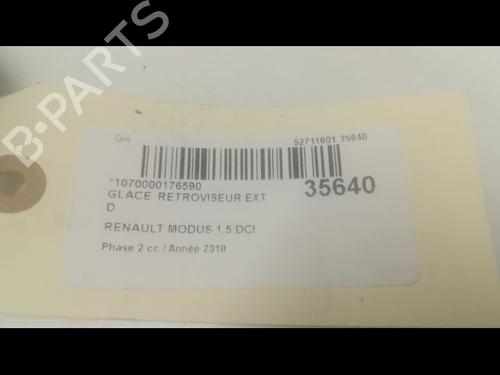 GA
52711601 35640
*1070000176590
35640
GLACE RETROVISEUR EXT
D
RENAULT MODUS 1.5 DCI
Phase 2 cc / Année 2010
B-PARTS